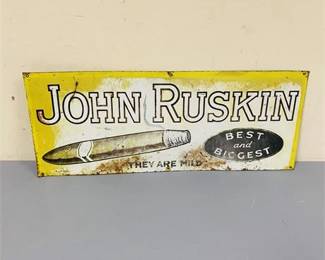 JOHN RUSKIN
BEST
and
BIGGEST
THEY ARE MILD